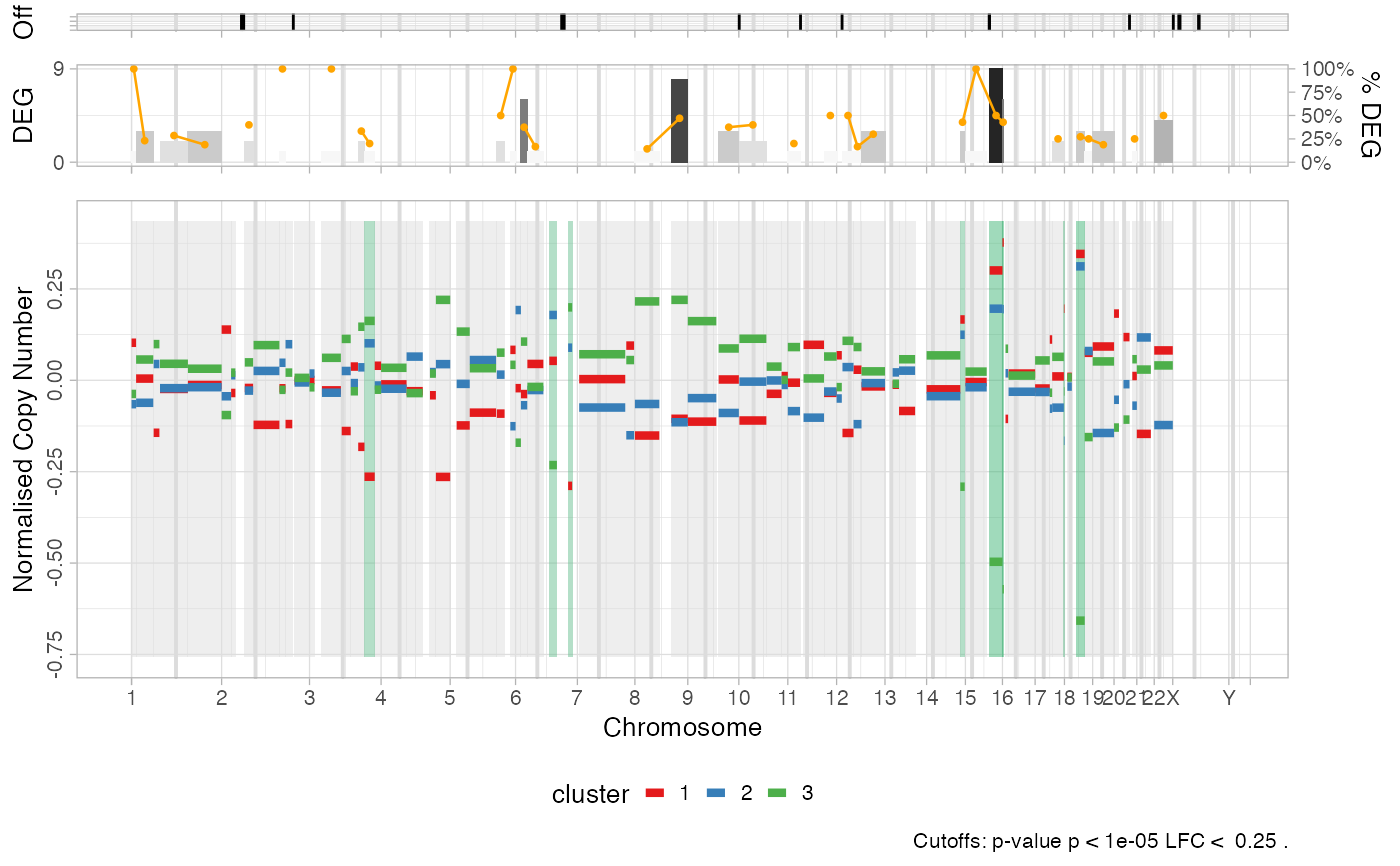 Off
DEG
9
0
100%
75%
50%
25%
0%
% DEG
Normalised Copy Number
0.25
0.00
-0.25
-0.50
-0.75
1 2 3 4 5 6 7 8 9 10 11 12 13 14 15 16 17 18 19 20 21 22 X Y
Chromosome
cluster 1 2 3
Cutoffs: p-value p < 1e-05 LFC < 0.25 .